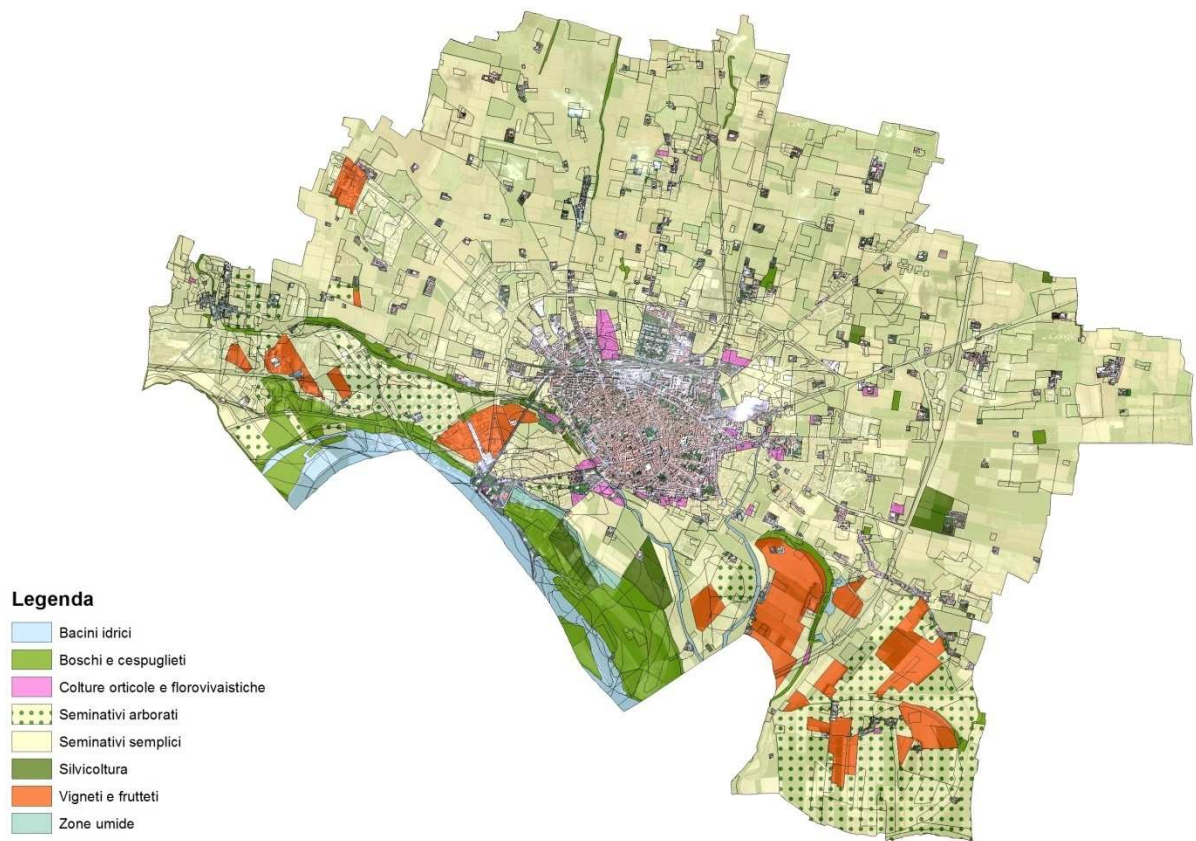 Legenda
Bacini idrici
Boschi e cespuglieti
Colture orticole e florovivaistiche
Seminativi arborati
Seminativi semplici
Silvicoltura
Vigneti e frutteti
Zone umide